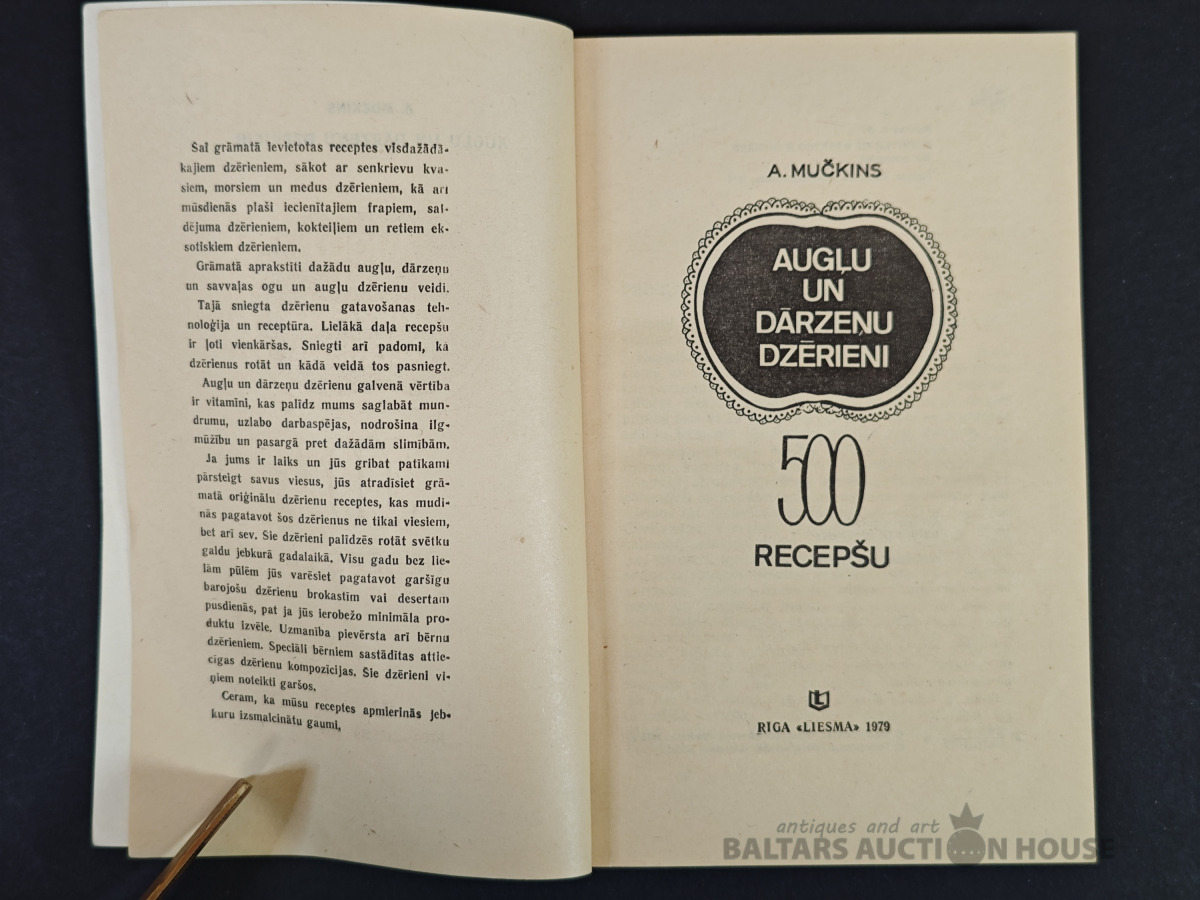 Šai grāmatā ievietotas receptes visdažādā-
kajiem dzērieniem, sākot ar senkrievu kva-
siem, morsiem un medus dzērieniem, kā arī
mūsdienās plaši iecienītajiem frapiem, sal-
dējuma dzērieniem, kokteiļiem un retiem ek-
sotiskiem dzērieniem.
Grāmatā aprakstīti dažādu augļu, dārzeņu
un savvaļas ogu un augļu dzērienu veidi.
Tajā sniegta dzērienu gatavošanas teh-
noloģija un receptūra. Lielākā daļa recepšu
ir ļoti vienkāršas. Sniegti arī padomi, kā
dzērienus rotāt un kādā veidā tos pasniegt.
Augļu un dārzeņu dzērienu galvenā vērtība
ir vitamīni, kas palīdz mums saglabāt mun-
drumu, uzlabo darbaspējas, nodrošina ilg-
mūžību un pasargā pret dažādām slimībām.
Ja jums ir laiks un jūs gribat patīkami
pārsteigt savus viesus, jūs atradīsiet grā-
matā oriģinālu dzērienu receptes, kas mudi-
nās pagatavot šos dzērienus ne tikai viesiem,
bet arī sev. Šie dzērieni palīdzēs rotāt svētku
galdu jebkurā gadalaikā. Visu gadu bez lie-
lām pūlēm jūs varēsiet pagatavot garšīgu
barojošu dzērienu brokastīm vai desertam
pusdienās, pat ja jūs ierobežo minimāla pro-
duktu izvēle. Uzmanība pievērsta arī bērnu
dzērieniem. Speciāli bērniem sastādītas attie-
cīgas dzērienu kompozīcijas. Šie dzērieni vi-
ņiem noteikti garšos.
Ceram, ka mūsu receptes apmierinās jeb-
kuru izsmalcinātu gaumi.
A. MUČKINS
AUGĻU
UN
DĀRZEŅU
DZĒRIENI
500
RECEPŠU
RĪGA «LIESMA» 1979
antiques and art
BALTARS AUCTION HOUSE